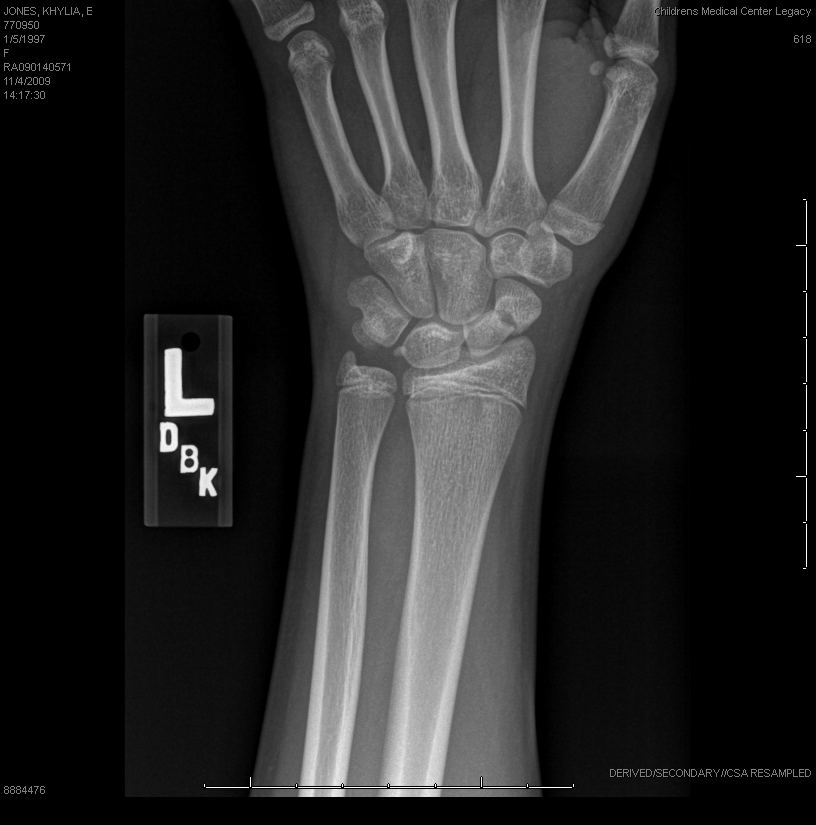 JONES, KHYLIA, E
770950
1/5/1997
F
RA090140571
11/4/2009
14:17:30
Childrens Medical Center Legacy
618
L
D
B
K
DERIVED/SECONDARY//CSA RESAMPLED
8884476